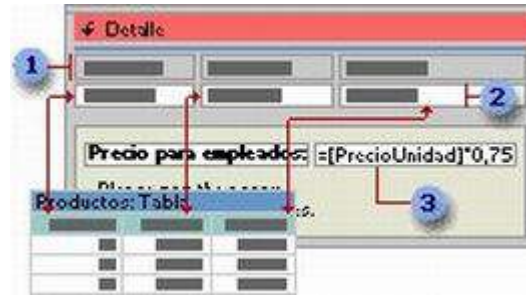 Detalle
1
2
Precio para empleados: =[PrecioUnidad]*0,75
3
Productos: Tabla